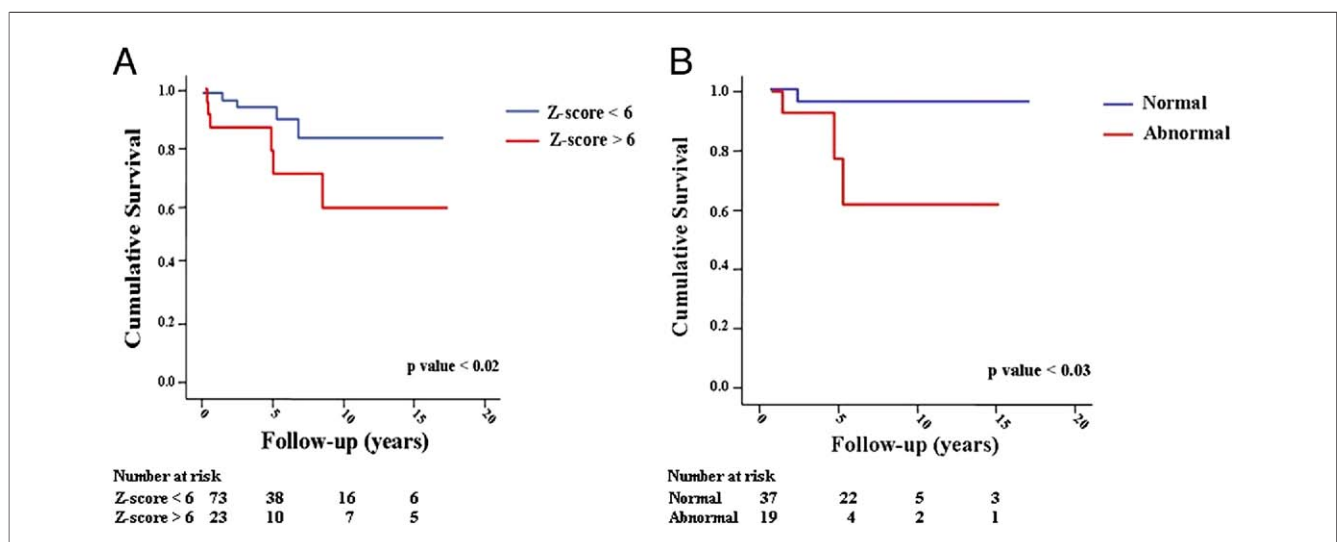 A
B
1.0
0.8
0.6
0.4
0.2
0.0
Cumulative Survival
Z-score < 6
Z-score > 6
p value < 0.02
0 5 10 15 20
Follow-up (years)
Number at risk
Z-score < 6 73 38 16 6
Z-score > 6 23 10 7 5
1.0
0.8
0.6
0.4
0.2
0.0
Cumulative Survival
Normal
Abnormal
p value < 0.03
0 5 10 15 20
Follow-up (years)
Number at risk
Normal 37 22 5 3
Abnormal 19 4 2 1